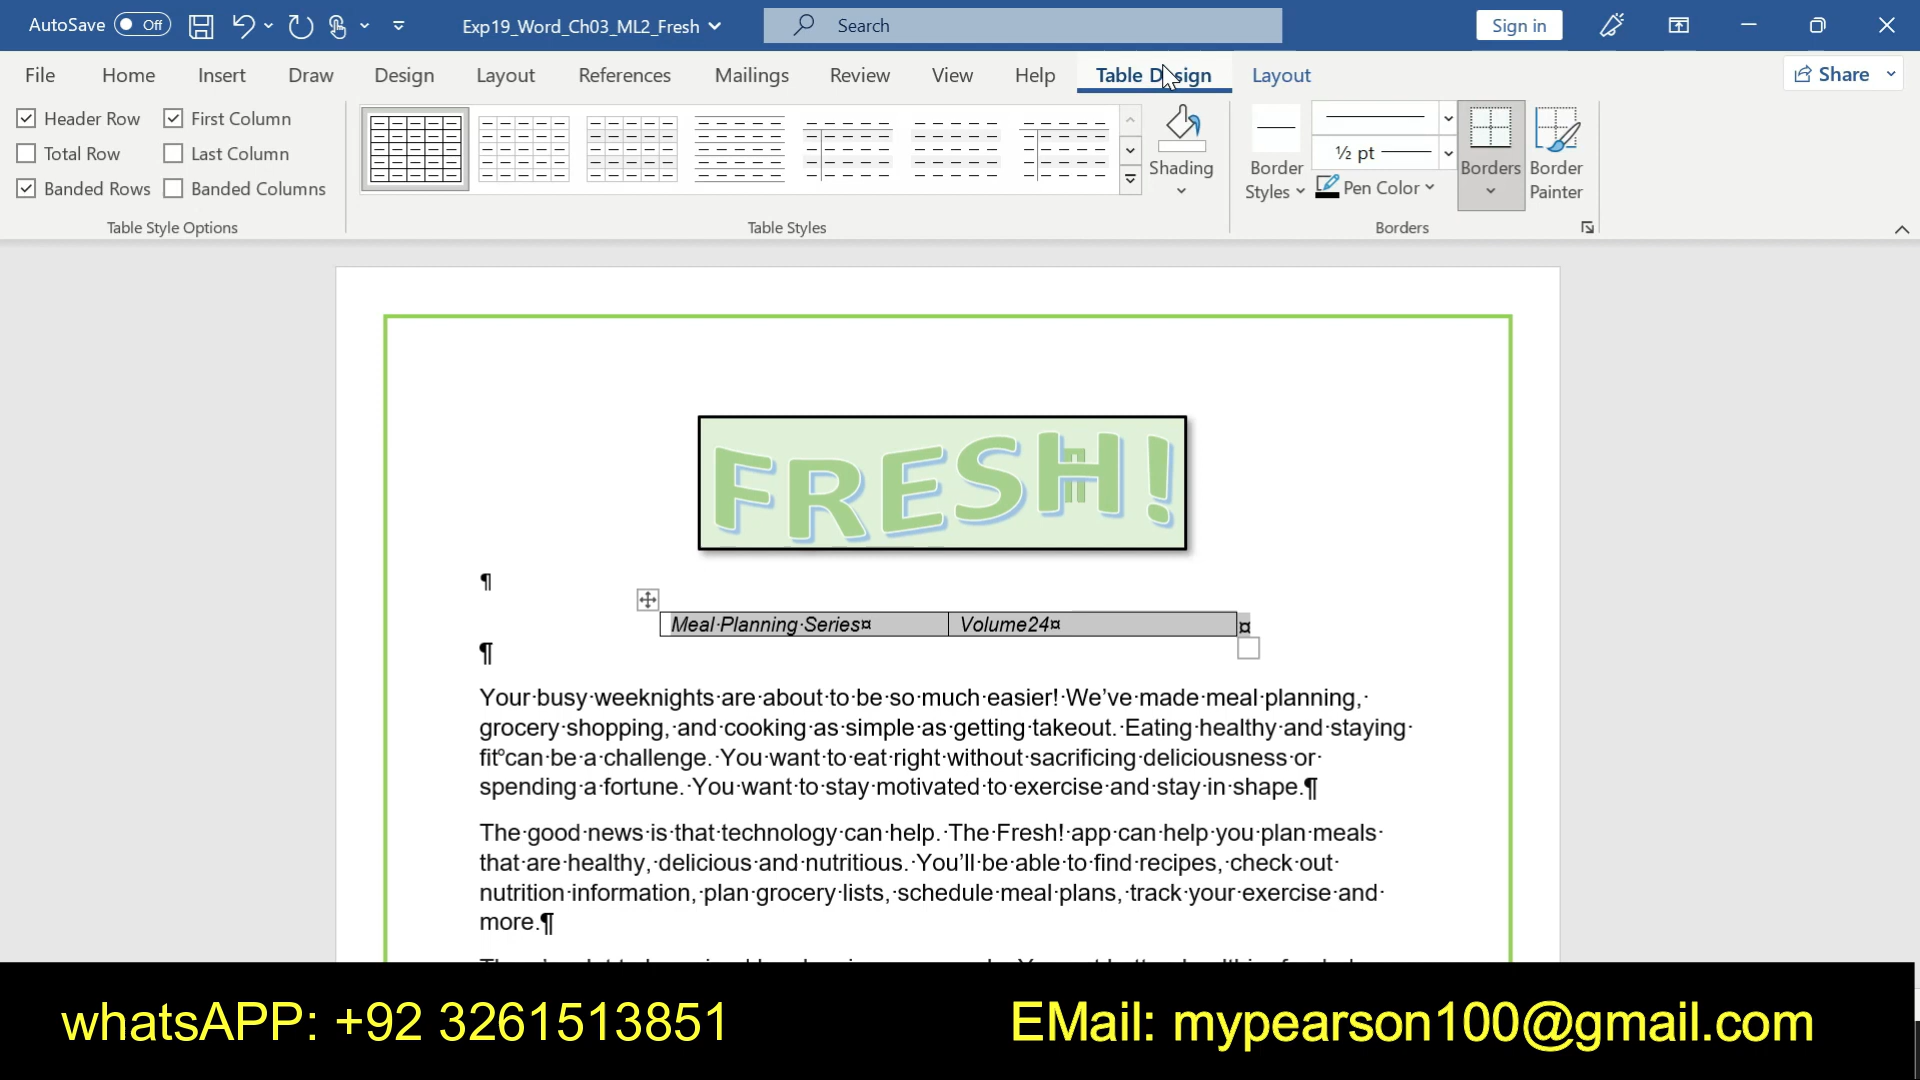 AutoSave Off Exp19_Word_Ch03_ML2_Fresh Search Sign in
File Home Insert Draw Design Layout References Mailings Review View Help Table Design Layout Share
Header Row First Column
Total Row Last Column
Banded Rows Banded Columns
Table Style Options
Table Styles
Shading
Border Styles
½ pt
Pen Color
Borders
Border Painter
Borders
FRESH!
¶
Meal·Planning·Series¤ Volume24¤ ¤
¶
Your·busy·weeknights·are·about·to·be·so·much·easier!·We’ve·made·meal·planning,·
grocery·shopping,·and·cooking·as·simple·as·getting·takeout.·Eating·healthy·and·staying·
fit°can·be·a·challenge.·You·want·to·eat·right·without·sacrificing·deliciousness·or·
spending·a·fortune.·You·want·to·stay·motivated·to·exercise·and·stay·in·shape.¶
The·good·news·is·that·technology·can·help.·The·Fresh!·app·can·help·you·plan·meals·
that·are·healthy,·delicious·and·nutritious.·You’ll·be·able·to·find·recipes,·check·out·
nutrition·information,·plan·grocery·lists,·schedule·meal·plans,·track·your·exercise·and·
more.¶
whatsAPP: +92 3261513851 EMail: mypearson100@gmail.com